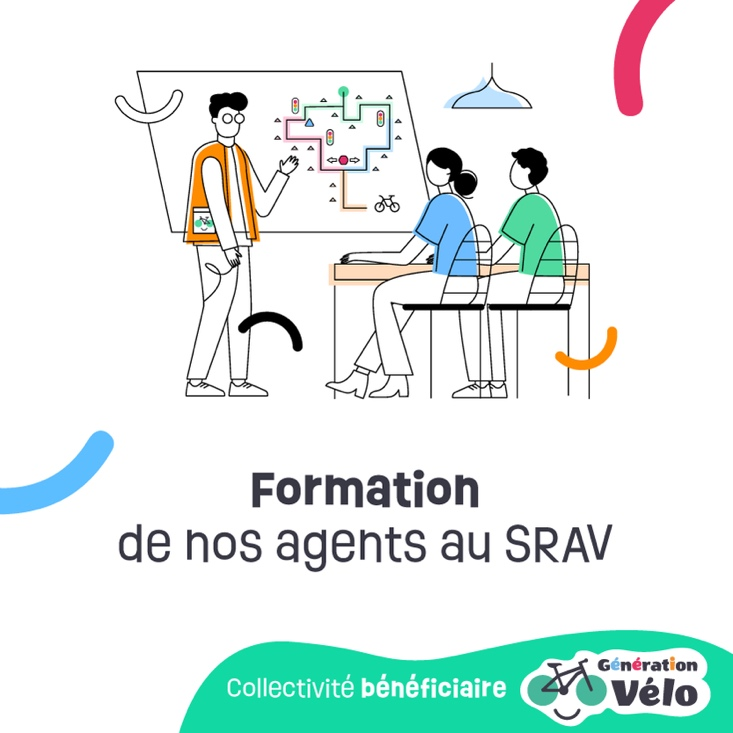 Formation
de nos agents au SRAV
Collectivité bénéficiaire
Génération
Vélo